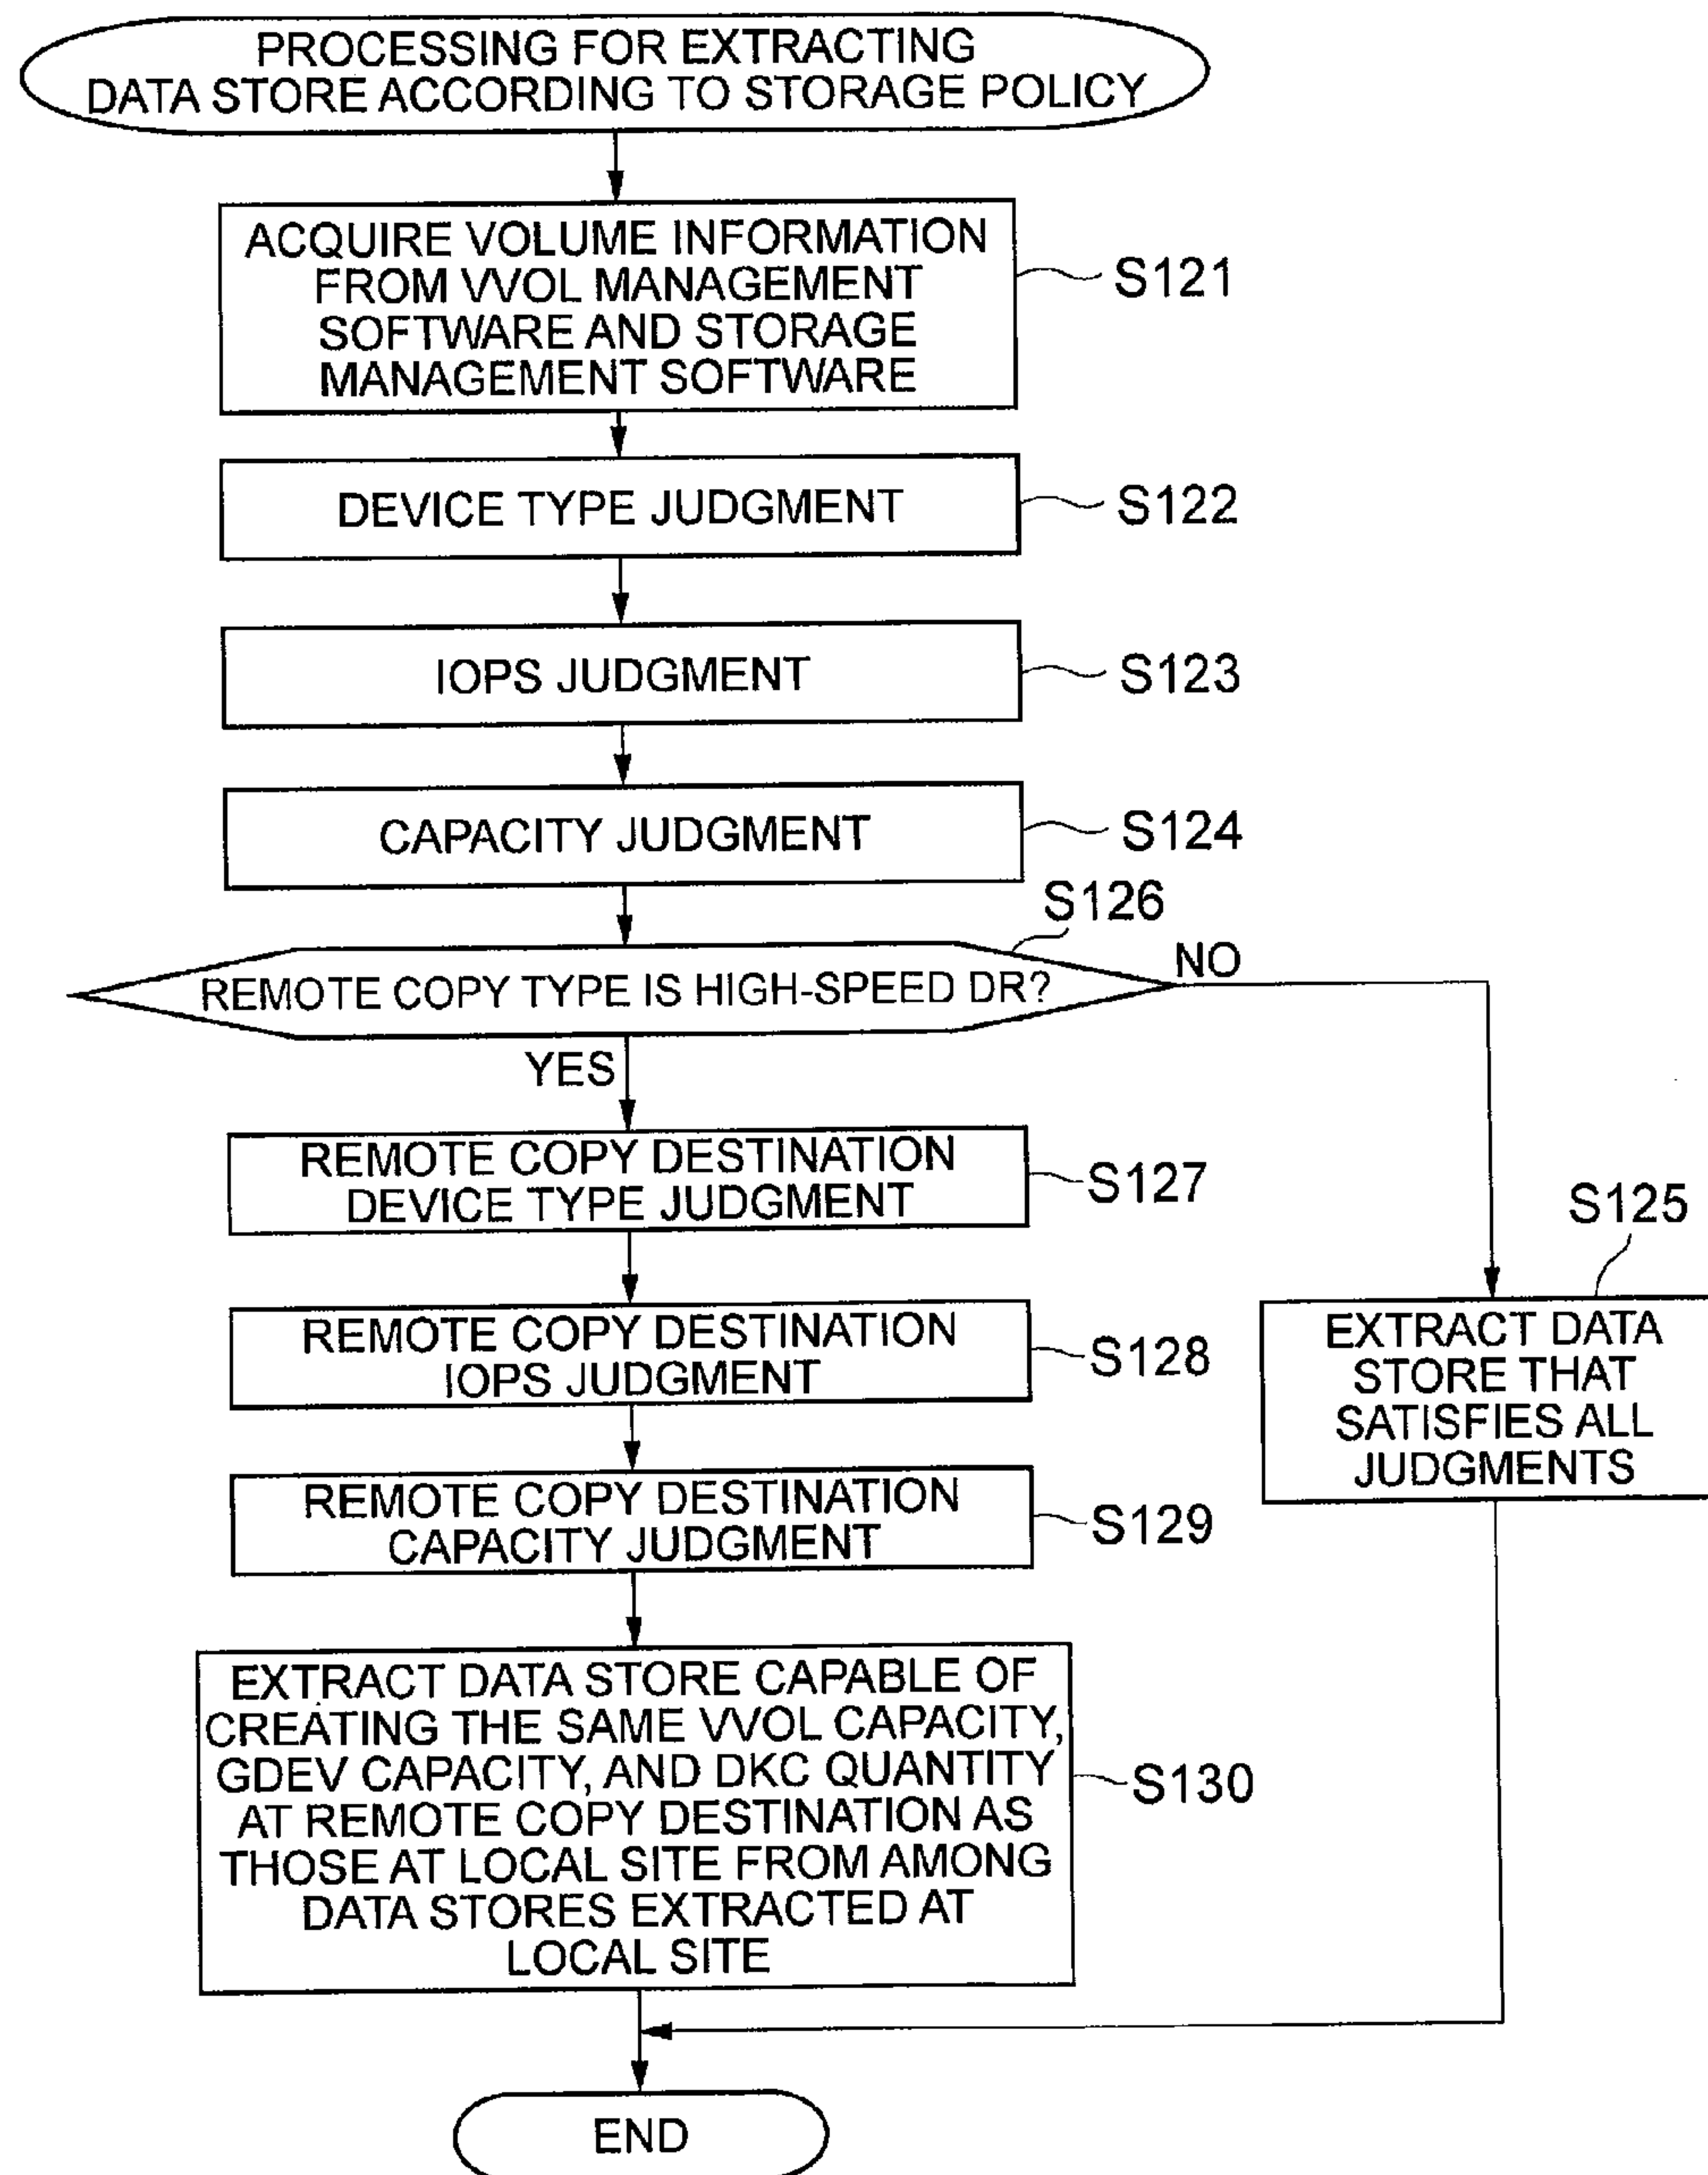 PROCESSING FOR EXTRACTING
DATA STORE ACCORDING TO STORAGE POLICY
ACQUIRE VOLUME INFORMATION
FROM VVOL MANAGEMENT
SOFTWARE AND STORAGE
MANAGEMENT SOFTWARE
S121
DEVICE TYPE JUDGMENT
S122
IOPS JUDGMENT
S123
CAPACITY JUDGMENT
S124
S126
REMOTE COPY TYPE IS HIGH-SPEED DR?
NO
YES
REMOTE COPY DESTINATION
DEVICE TYPE JUDGMENT
S127
REMOTE COPY DESTINATION
IOPS JUDGMENT
S128
REMOTE COPY DESTINATION
CAPACITY JUDGMENT
S129
S125
EXTRACT DATA
STORE THAT
SATISFIES ALL
JUDGMENTS
EXTRACT DATA STORE CAPABLE OF
CREATING THE SAME VVOL CAPACITY,
GDEV CAPACITY, AND DKC QUANTITY
AT REMOTE COPY DESTINATION AS
THOSE AT LOCAL SITE FROM AMONG
DATA STORES EXTRACTED AT
LOCAL SITE
S130
END